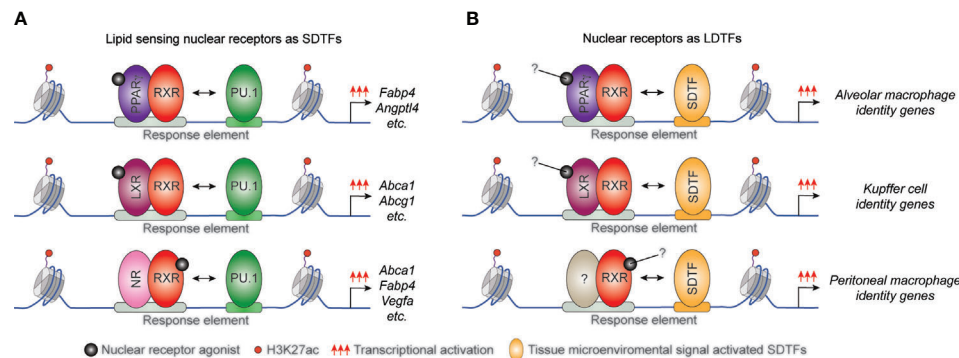 A
Lipid sensing nuclear receptors as SDTFs
PPARγ
RXR
PU.1
Response element
Fabp4
Angptl4
etc.
LXR
RXR
PU.1
Response element
Abca1
Abcg1
etc.
NR
RXR
PU.1
Response element
Abca1
Fabp4
Vegfa
etc.
B
Nuclear receptors as LDTFs
?
PPARγ
RXR
SDTF
Response element
Alveolar macrophage
identity genes
?
LXR
RXR
SDTF
Response element
Kupffer cell
identity genes
?
?
RXR
SDTF
Response element
Peritoneal macrophage
identity genes
Nuclear receptor agonist
H3K27ac
Transcriptional activation
Tissue microenviromental signal activated SDTFs